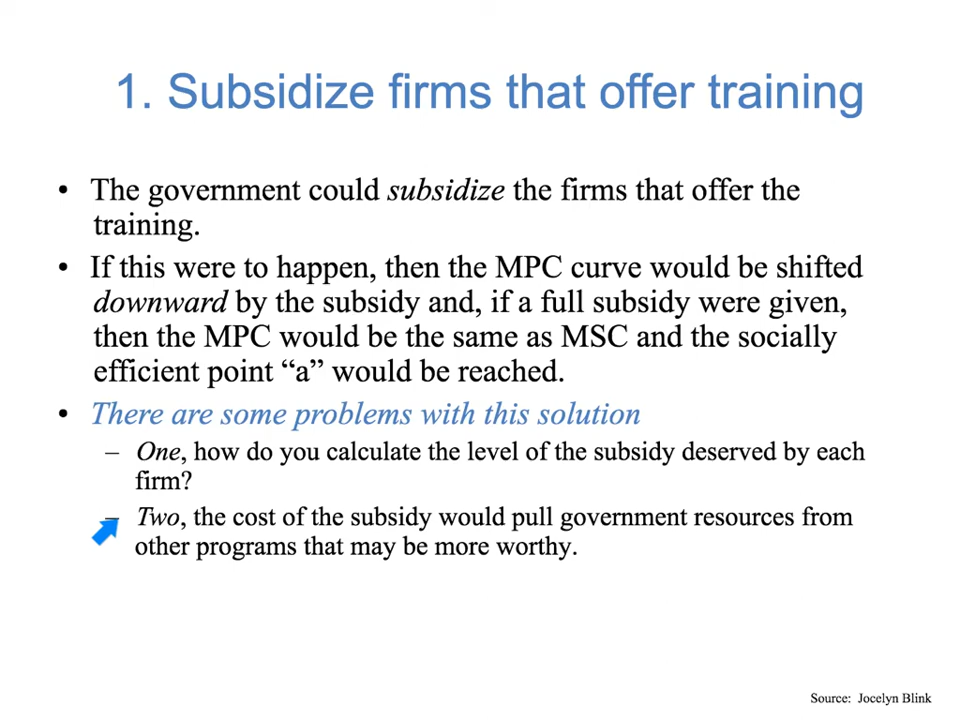 1. Subsidize firms that offer training
• The government could subsidize the firms that offer the
training.
• If this were to happen, then the MPC curve would be shifted
downward by the subsidy and, if a full subsidy were given,
then the MPC would be the same as MSC and the socially
efficient point “a” would be reached.
• There are some problems with this solution
– One, how do you calculate the level of the subsidy deserved by each
firm?
– Two, the cost of the subsidy would pull government resources from
other programs that may be more worthy.
Source: Jocelyn Blink